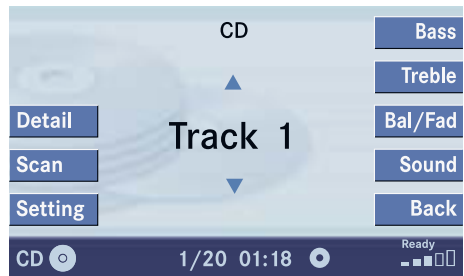 CD
Bass
Treble
Detail
Track 1
Bal/Fad
Scan
Sound
Setting
Back
CD 1/20 01:18 Ready